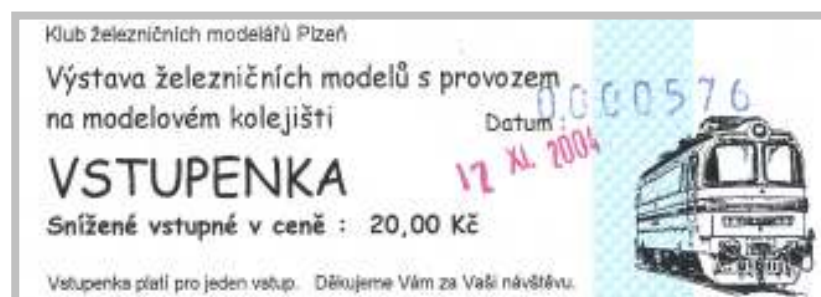 Klub železničních modelářů Plzeň
Výstava železničních modelů s provozem
na modelovém kolejišti
Datum :
0000576
12 XI. 2004
VSTUPENKA
Snížené vstupné v ceně : 20,00 Kč
Vstupenka platí pro jeden vstup. Děkujeme Vám za Vaši návštěvu.